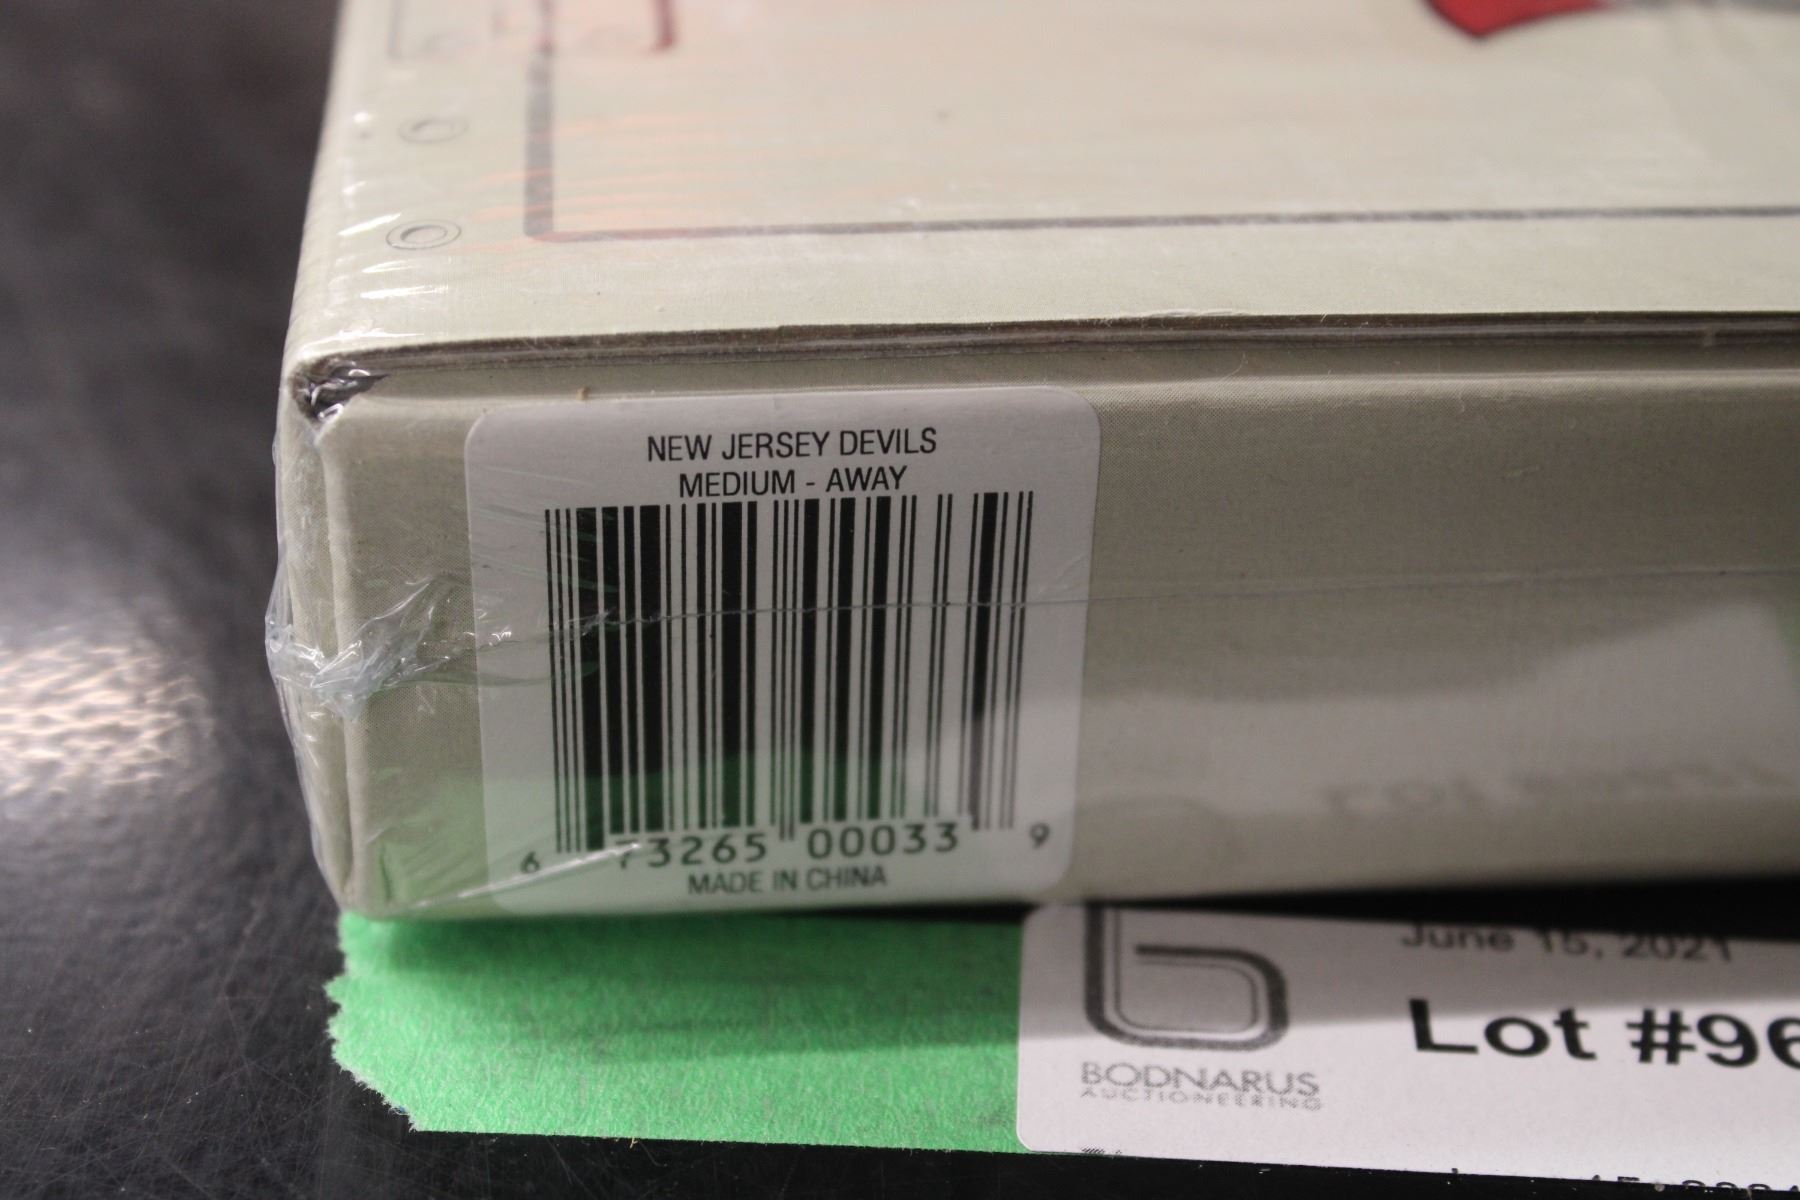 NEW JERSEY DEVILS
MEDIUM - AWAY
6 73265 00033 9
MADE IN CHINA
June 15, 2021
Lot #96
BODNARUS
AUCTIONEERING